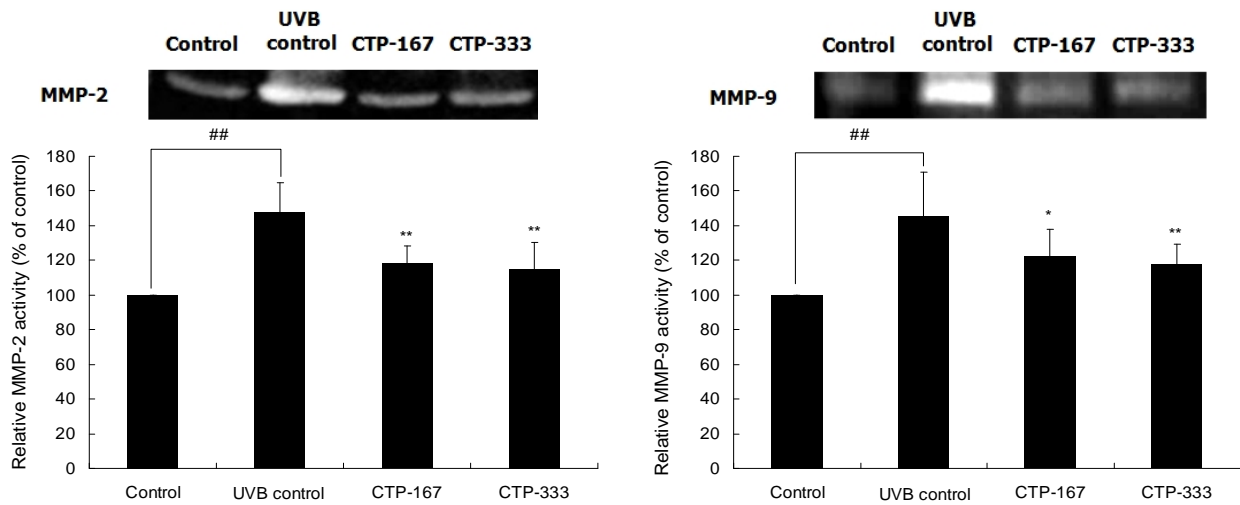 UVB
Control control CTP-167 CTP-333
MMP-2
##
180
160
140
120
100
80
60
40
20
0
Relative MMP-2 activity (% of control)
**
**
Control UVB control CTP-167 CTP-333
UVB
Control control CTP-167 CTP-333
MMP-9
##
180
160
140
120
100
80
60
40
20
0
Relative MMP-9 activity (% of control)
*
**
Control UVB control CTP-167 CTP-333